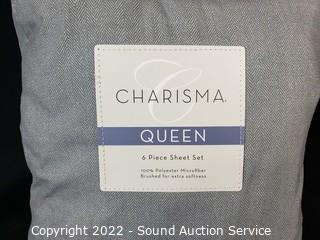 C
CHARISMA.
QUEEN
6 Piece Sheet Set
100% Polyester Microfiber
Brushed for extra softness
Copyright 2022 - Sound Auction Service